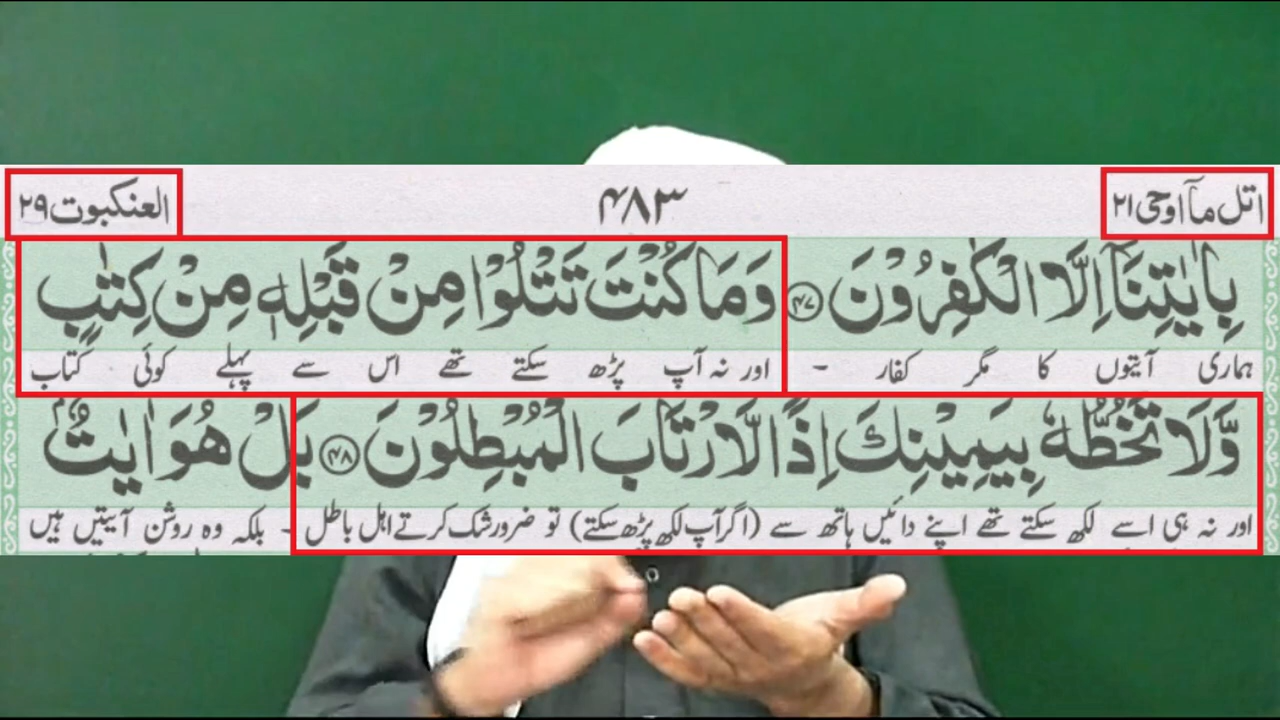 اتل مآ اوحی ۲۱ ۴۸۳ العنکبوت ۲۹
بِاٰيٰتِنَاۤ اِلَّا الْكٰفِرُوْنَ ﴿۴۷﴾ وَمَا كُنْتَ تَتْلُوْا مِنْ قَبْلِهٖ مِنْ كِتٰبٍ
ہماری آیتوں کا مگر کفار - اور نہ آپ پڑھ سکتے تھے اس سے پہلے کوئی کتاب
وَّلَا تَخُطُّهٗ بِيَمِيْنِكَ اِذًا لَّارْتَابَ الْمُبْطِلُوْنَ ﴿۴۸﴾ بَلْ هُوَ اٰيٰتٌۢ
اور نہ ہی اسے لکھ سکتے تھے اپنے دائیں ہاتھ سے (اگر آپ لکھ پڑھ سکتے) تو ضرور شک کرتے اہل باطل - بلکہ وہ روشن آیتیں ہیں